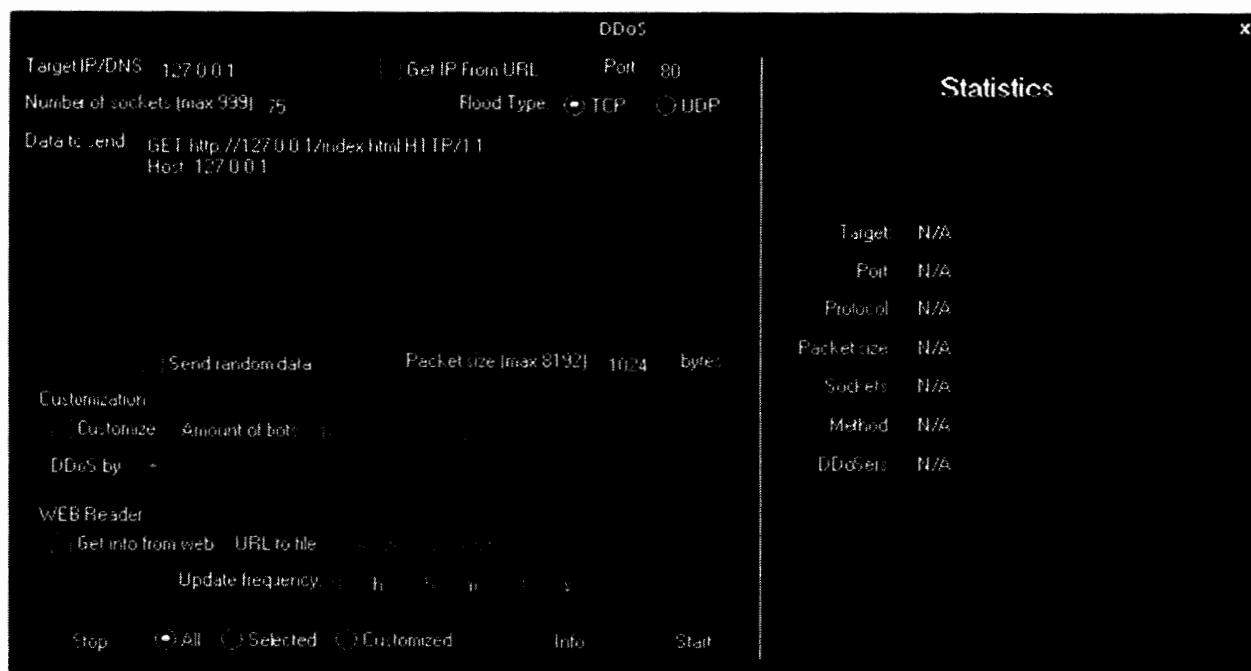 DDoS x
Target IP/DNS: 127.0.0.1 Get IP From URL Port: 80
Number of sockets (max 999) 75 Flood Type: TCP UDP
Data to send: GET http://127.0.0.1/index.html HTTP/1.1
Host: 127.0.0.1
Send random data Packet size (max 8192) 1024 bytes
Customization
Customize Amount of bots
DDoS by
WEB Reader
Get info from web URL to file
Update frequency: h
Stop All Selected Customized Info Start
Statistics
Target: N/A
Port N/A
Protocol N/A
Packet size N/A
Sockets N/A
Method N/A
DDoSers N/A